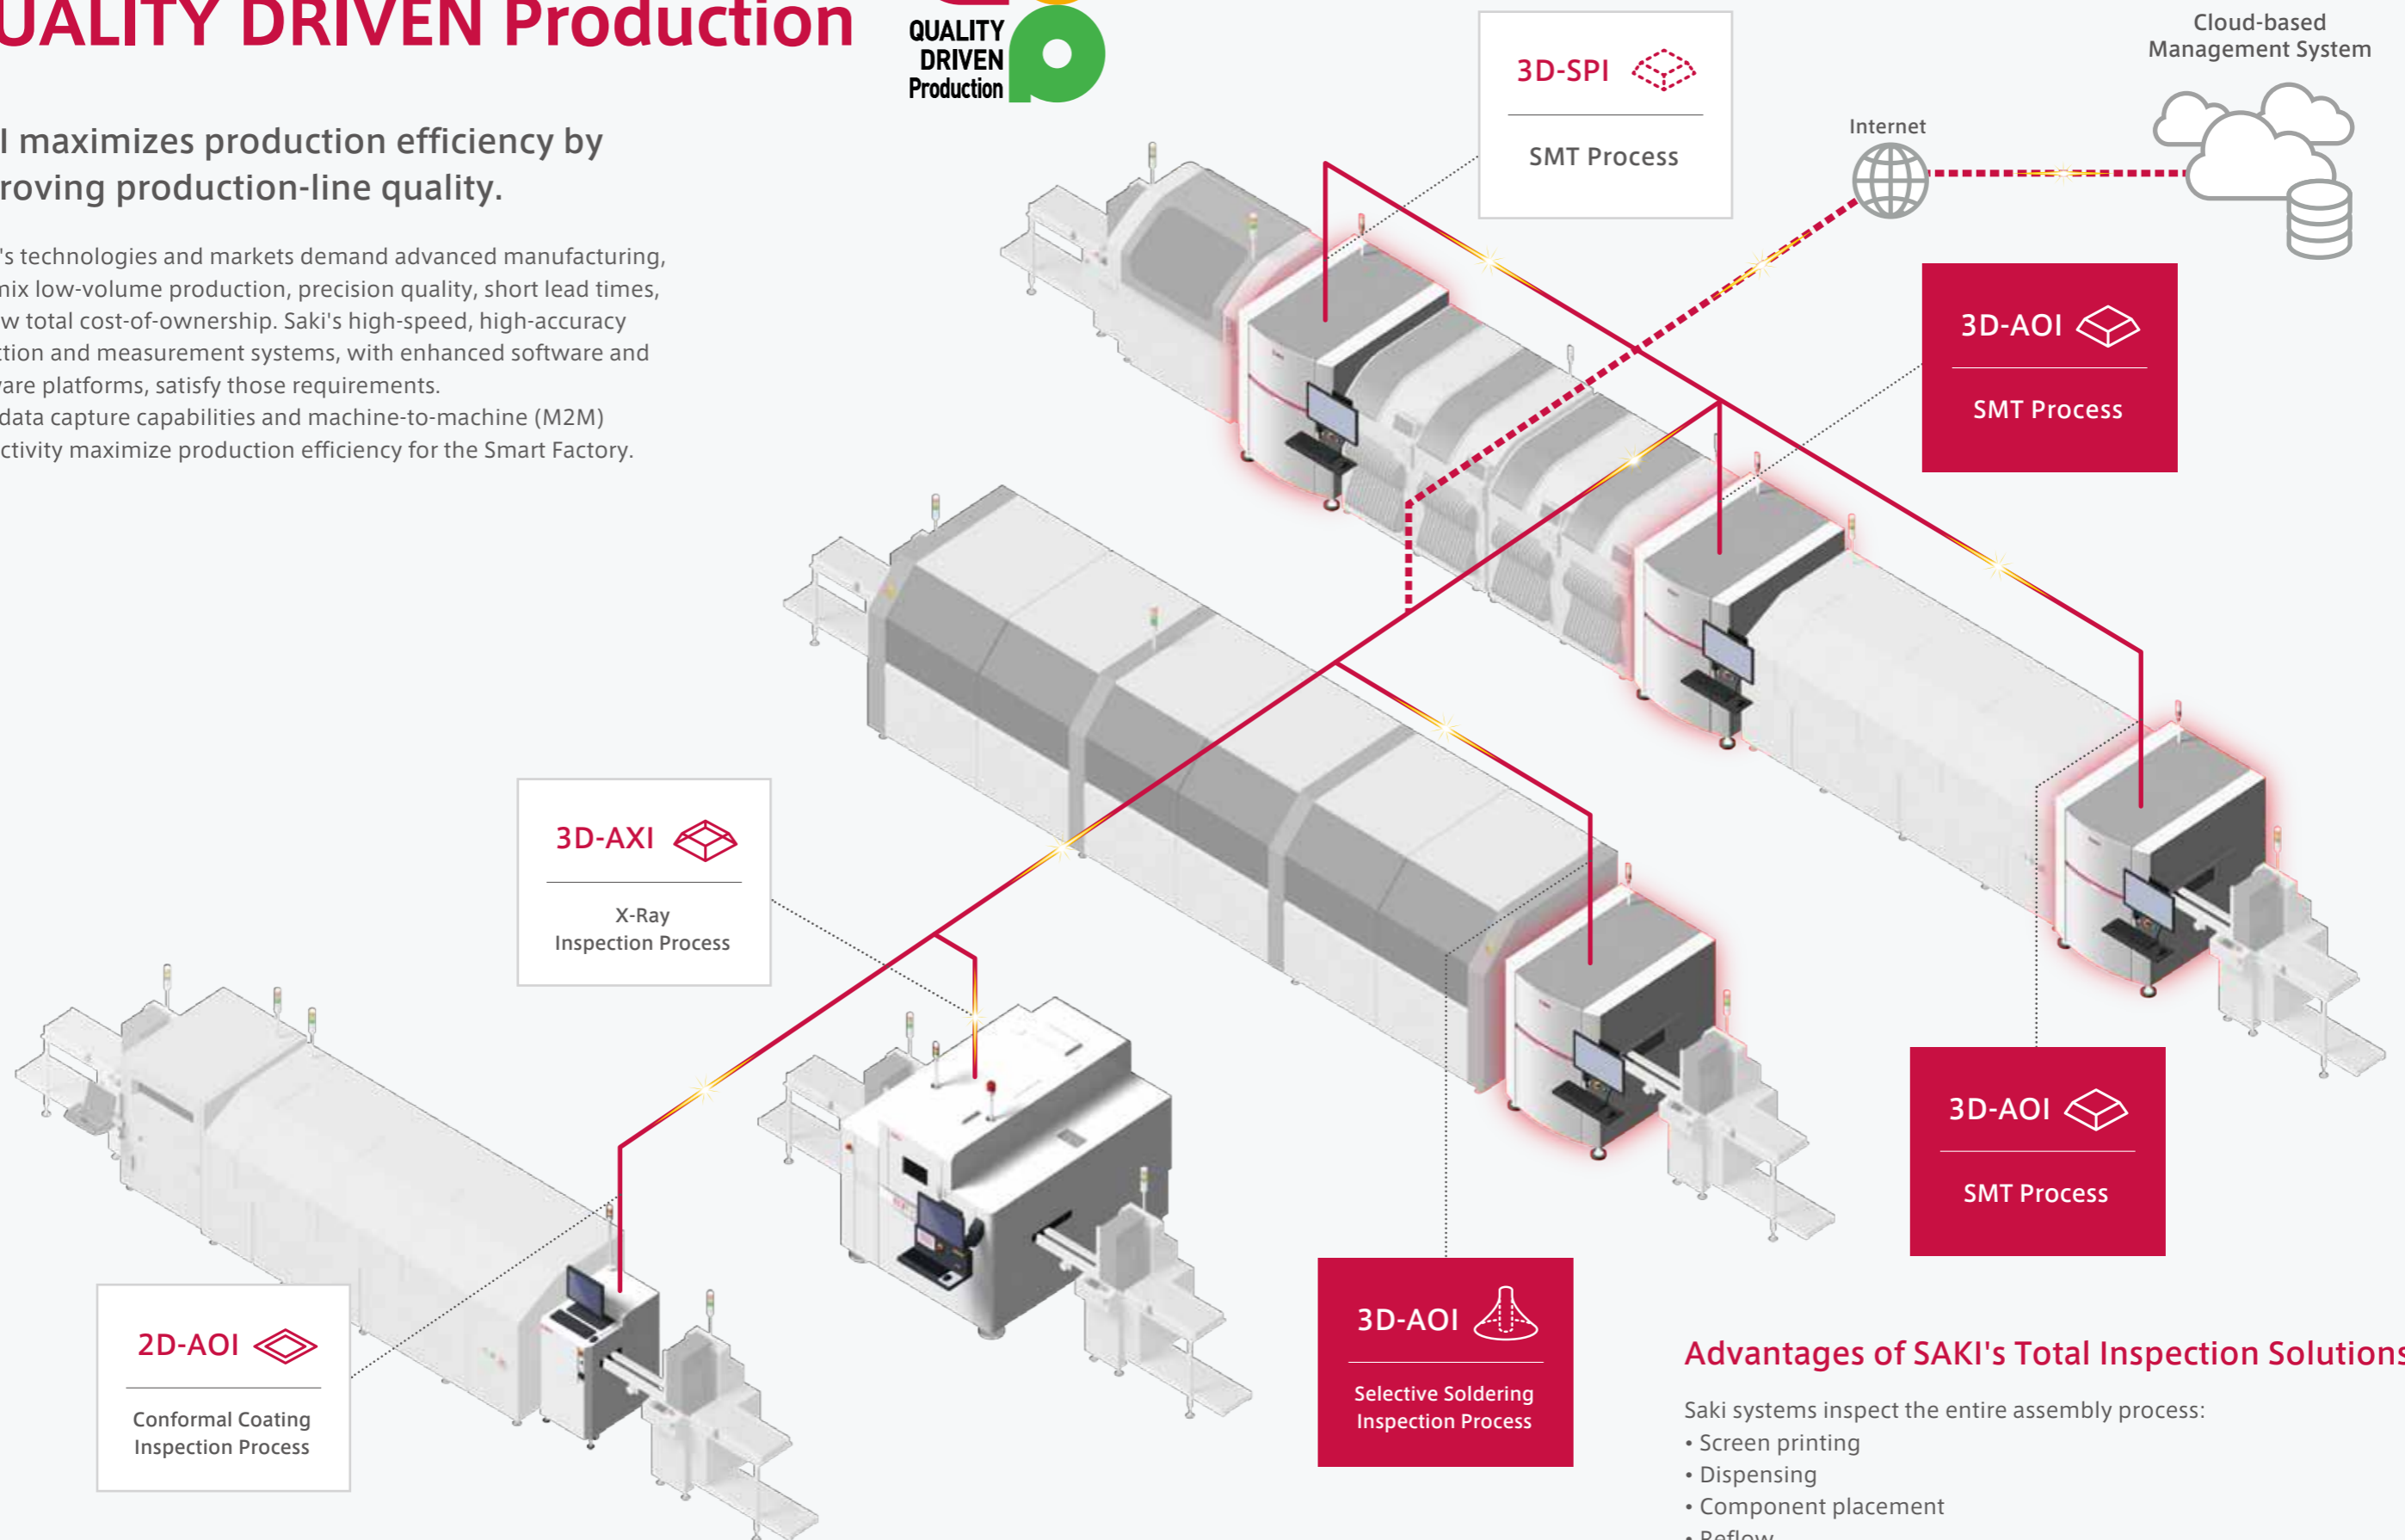 UALITY DRIVEN Production
QUALITY
DRIVEN
Production
I maximizes production efficiency by
roving production-line quality.
's technologies and markets demand advanced manufacturing,
mix low-volume production, precision quality, short lead times,
w total cost-of-ownership. Saki's high-speed, high-accuracy
ction and measurement systems, with enhanced software and
ware platforms, satisfy those requirements.
data capture capabilities and machine-to-machine (M2M)
ctivity maximize production efficiency for the Smart Factory.
3D-SPI
SMT Process
Cloud-based
Management System
Internet
3D-AOI
SMT Process
3D-AXI
X-Ray
Inspection Process
3D-AOI
SMT Process
2D-AOI
Conformal Coating
Inspection Process
3D-AOI
Selective Soldering
Inspection Process
Advantages of SAKI's Total Inspection Solutions
Saki systems inspect the entire assembly process:
• Screen printing
• Dispensing
• Component placement
• Reflow